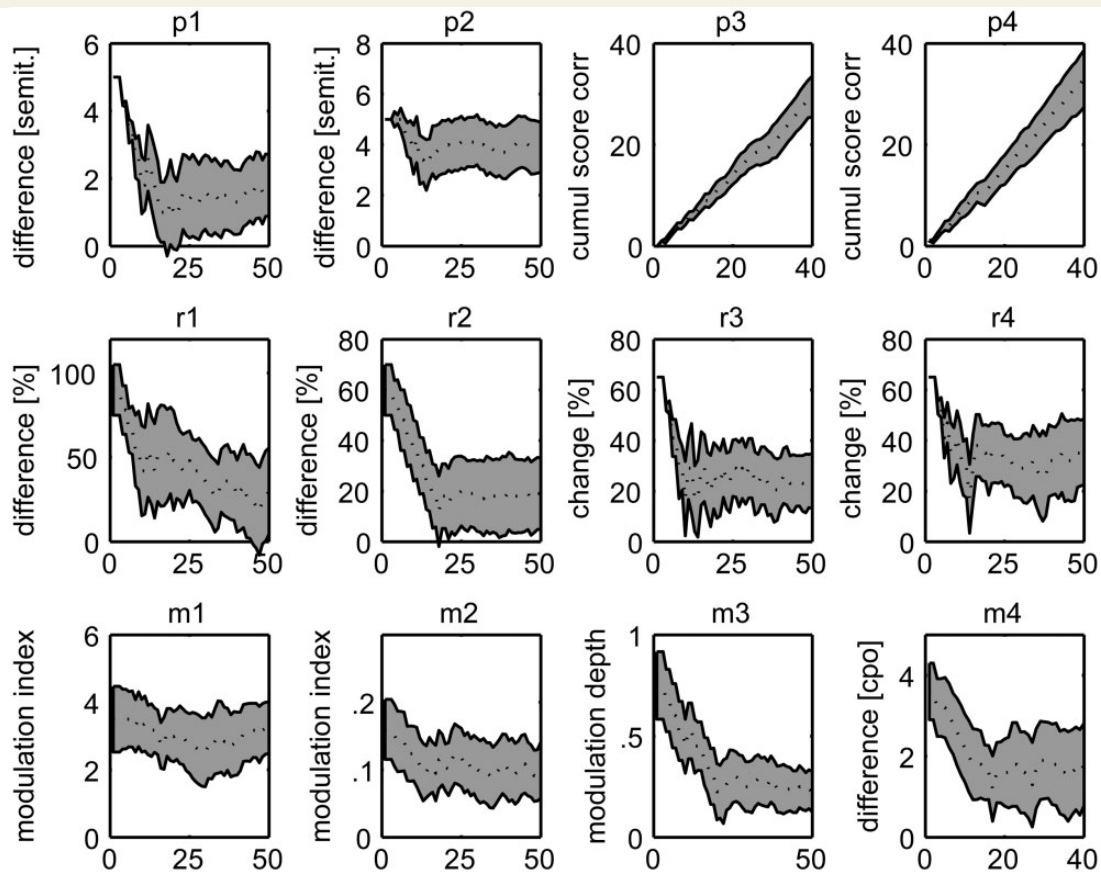 p1
difference [semit.]
6
4
2
0
0 25 50
p2
difference [semit.]
8
6
4
2
0
0 25 50
p3
cumul score corr
40
20
0
0 20 40
p4
cumul score corr
40
20
0
0 20 40
r1
difference [%]
100
50
0
0 25 50
r2
difference [%]
80
60
40
20
0
0 25 50
r3
change [%]
80
60
40
20
0
0 25 50
r4
change [%]
80
60
40
20
0
0 25 50
m1
modulation index
6
4
2
0
0 25 50
m2
modulation index
.2
.1
0
0 25 50
m3
modulation depth
1
.5
0
0 25 50
m4
difference [cpo]
4
2
0
0 20 40